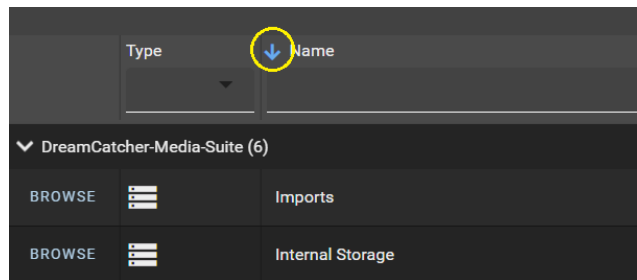 Type Name
DreamCatcher-Media-Suite (6)
BROWSE Imports
BROWSE Internal Storage